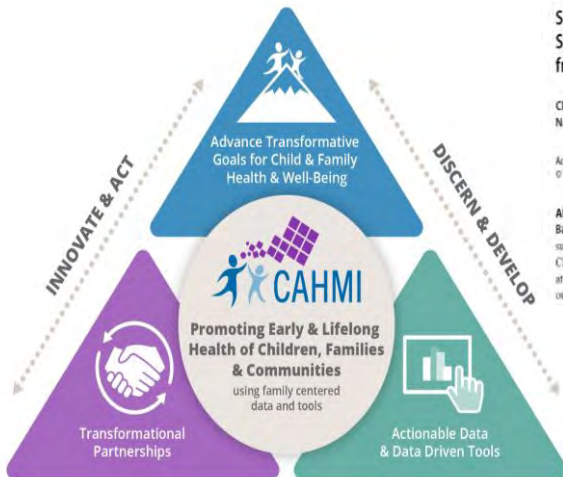 Advance Transformative
Goals for Child & Family
Health & Well-Being
INNOVATE & ACT
DISCERN & DEVELOP
CAHMI
Promoting Early & Lifelong
Health of Children, Families
& Communities
using family centered
data and tools
Transformational
Partnerships
Actionable Data
& Data Driven Tools